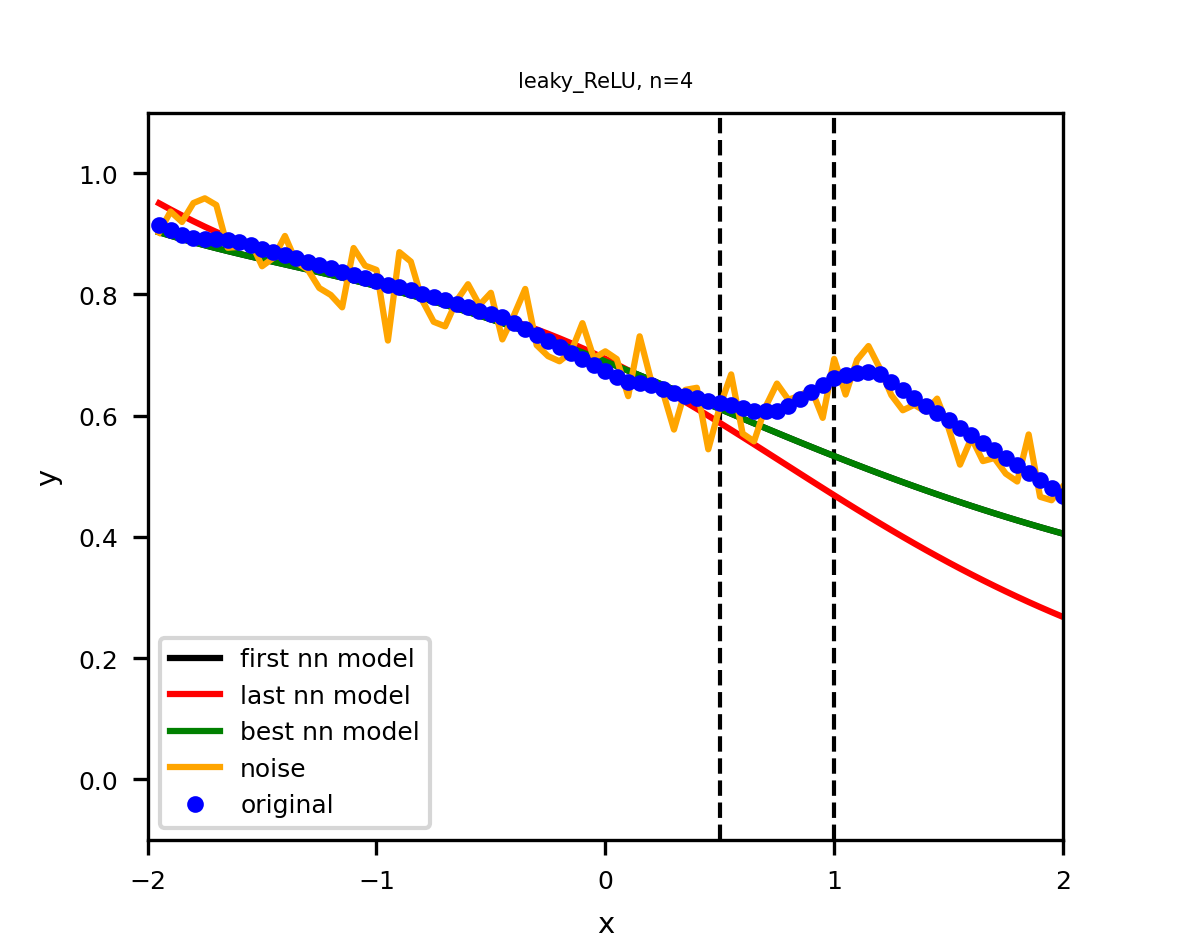 leaky_ReLU, n=4
1.0
0.8
0.6
0.4
0.2
0.0
y
first nn model
last nn model
best nn model
noise
original
−2 −1 0 1 2
x